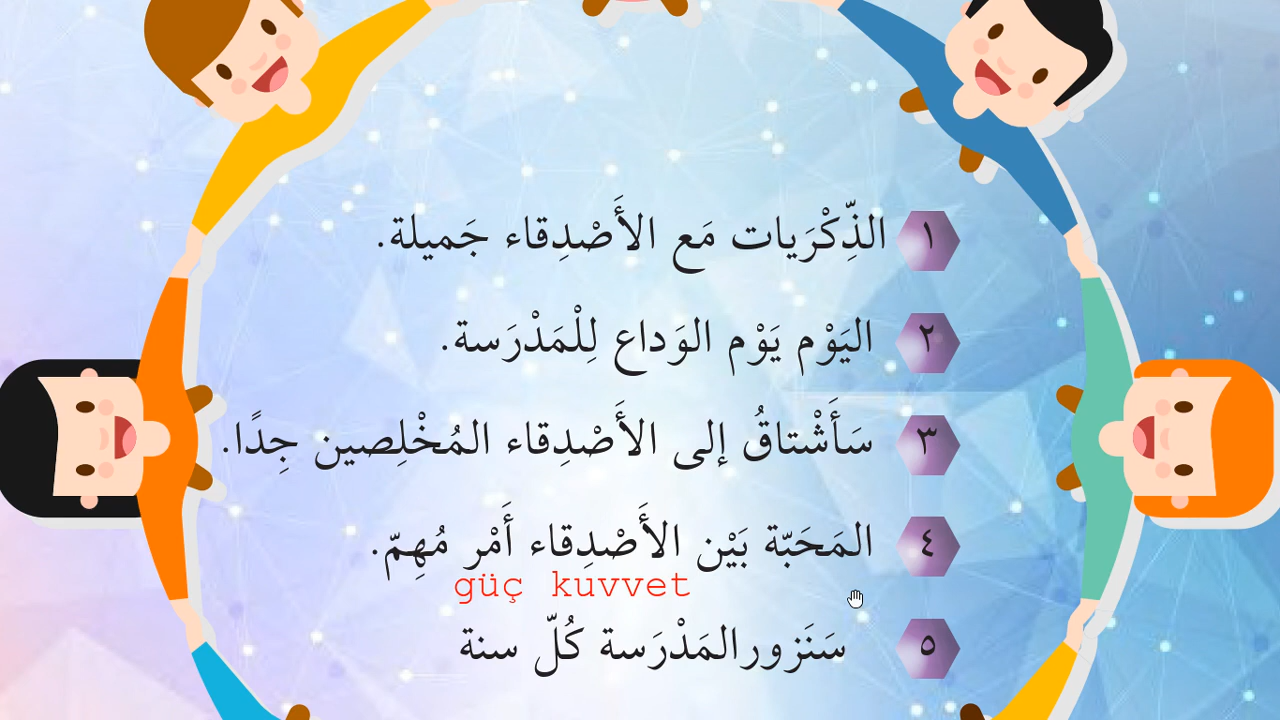 ١ الذِّكْرَيات مَع الأَصْدِقاء جَميلة.
٢ اليَوْم يَوْم الوَداع لِلْمَدْرَسة.
٣ سَأَشْتاقُ إلى الأَصْدِقاء المُخْلِصين جِدًا.
٤ المَحَبّة بَيْن الأَصْدِقاء أَمْر مُهِمّ.
güç kuvvet
٥ سَنَزورالمَدْرَسة كُلّ سنة